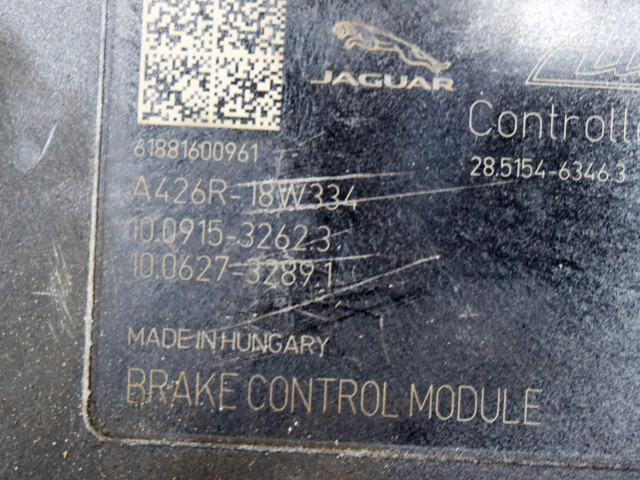 JAGUAR
Controll
61881600961
28.5154-6346.3
A426R-18W334
10.0915-3262.3
10.0627-3289.1
MADE IN HUNGARY
BRAKE CONTROL MODULE